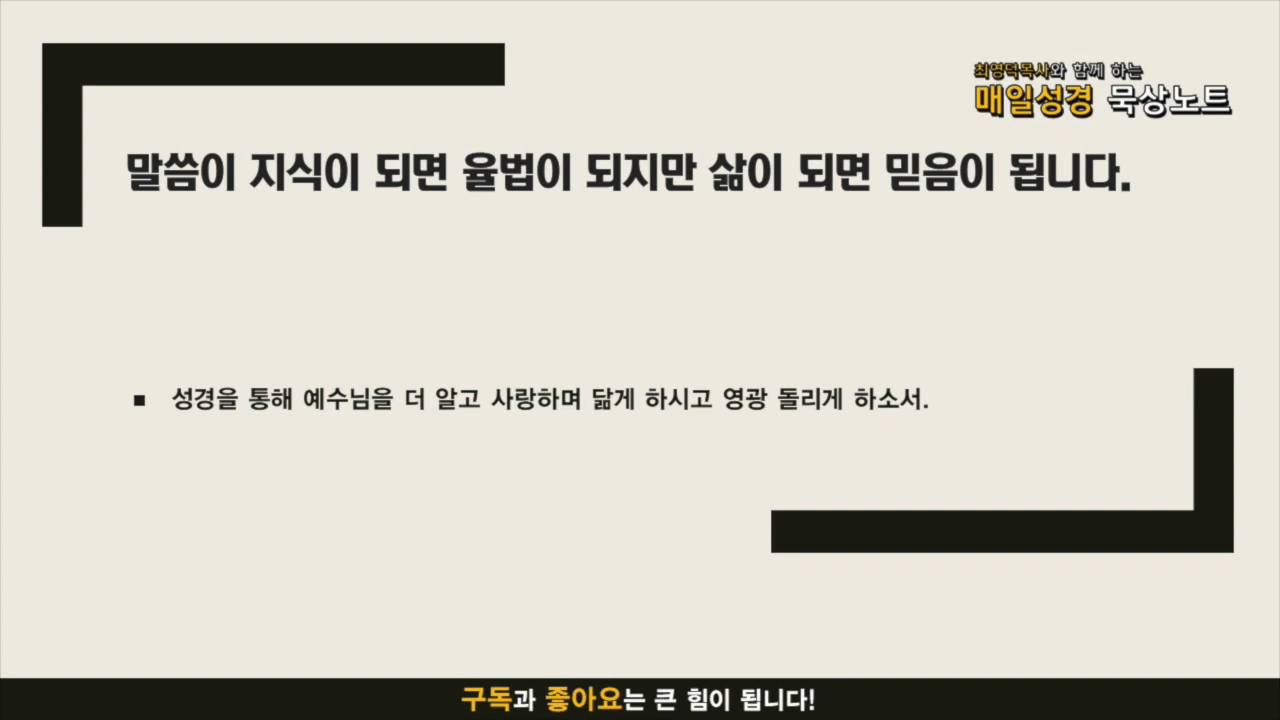 최영덕목사와 함께 하는
매일성경 묵상노트
말씀이 지식이 되면 율법이 되지만 삶이 되면 믿음이 됩니다.
■ 성경을 통해 예수님을 더 알고 사랑하며 닮게 하시고 영광 돌리게 하소서.
구독과 좋아요는 큰 힘이 됩니다!